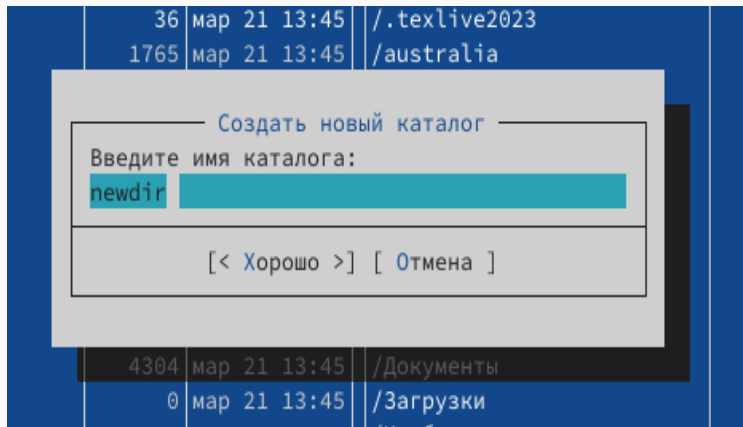 36 мар 21 13:45 /.texlive2023
1765 мар 21 13:45 /australia
Создать новый каталог
Введите имя каталога:
newdir
[< Хорошо >] [ Отмена ]
4304 мар 21 13:45 /Документы
0 мар 21 13:45 /Загрузки